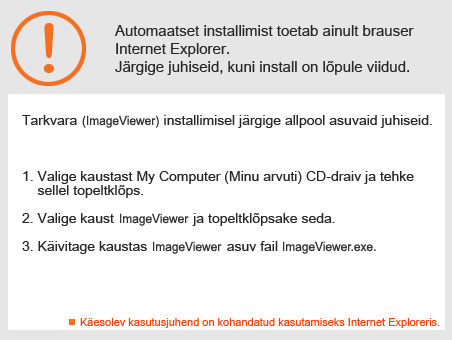 Automaatset installimist toetab ainult brauser
Internet Explorer.
Järgige juhiseid, kuni install on lõpule viidud.
Tarkvara (ImageViewer) installimisel järgige allpool asuvaid juhiseid.
1. Valige kaustast My Computer (Minu arvuti) CD-draiv ja tehke
sellel topeltklõps.
2. Valige kaust ImageViewer ja topeltklõpsake seda.
3. Käivitage kaustas ImageViewer asuv fail ImageViewer.exe.
Käesolev kasutusjuhend on kohandatud kasutamiseks Internet Exploreris.